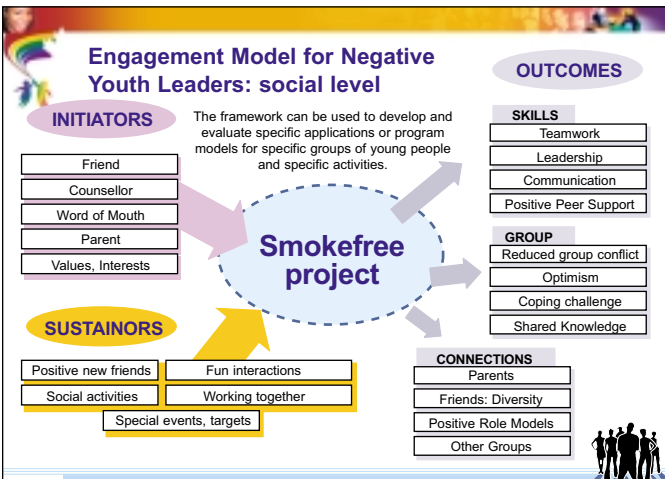 Engagement Model for Negative
Youth Leaders: social level
OUTCOMES
INITIATORS
The framework can be used to develop and
evaluate specific applications or program
models for specific groups of young people
and specific activities.
Friend
Counsellor
Word of Mouth
Parent
Values, Interests
Smokefree
project
SKILLS
Teamwork
Leadership
Communication
Positive Peer Support
GROUP
Reduced group conflict
Optimism
Coping challenge
Shared Knowledge
SUSTAINORS
Positive new friends
Fun interactions
Social activities
Working together
Special events, targets
CONNECTIONS
Parents
Friends: Diversity
Positive Role Models
Other Groups